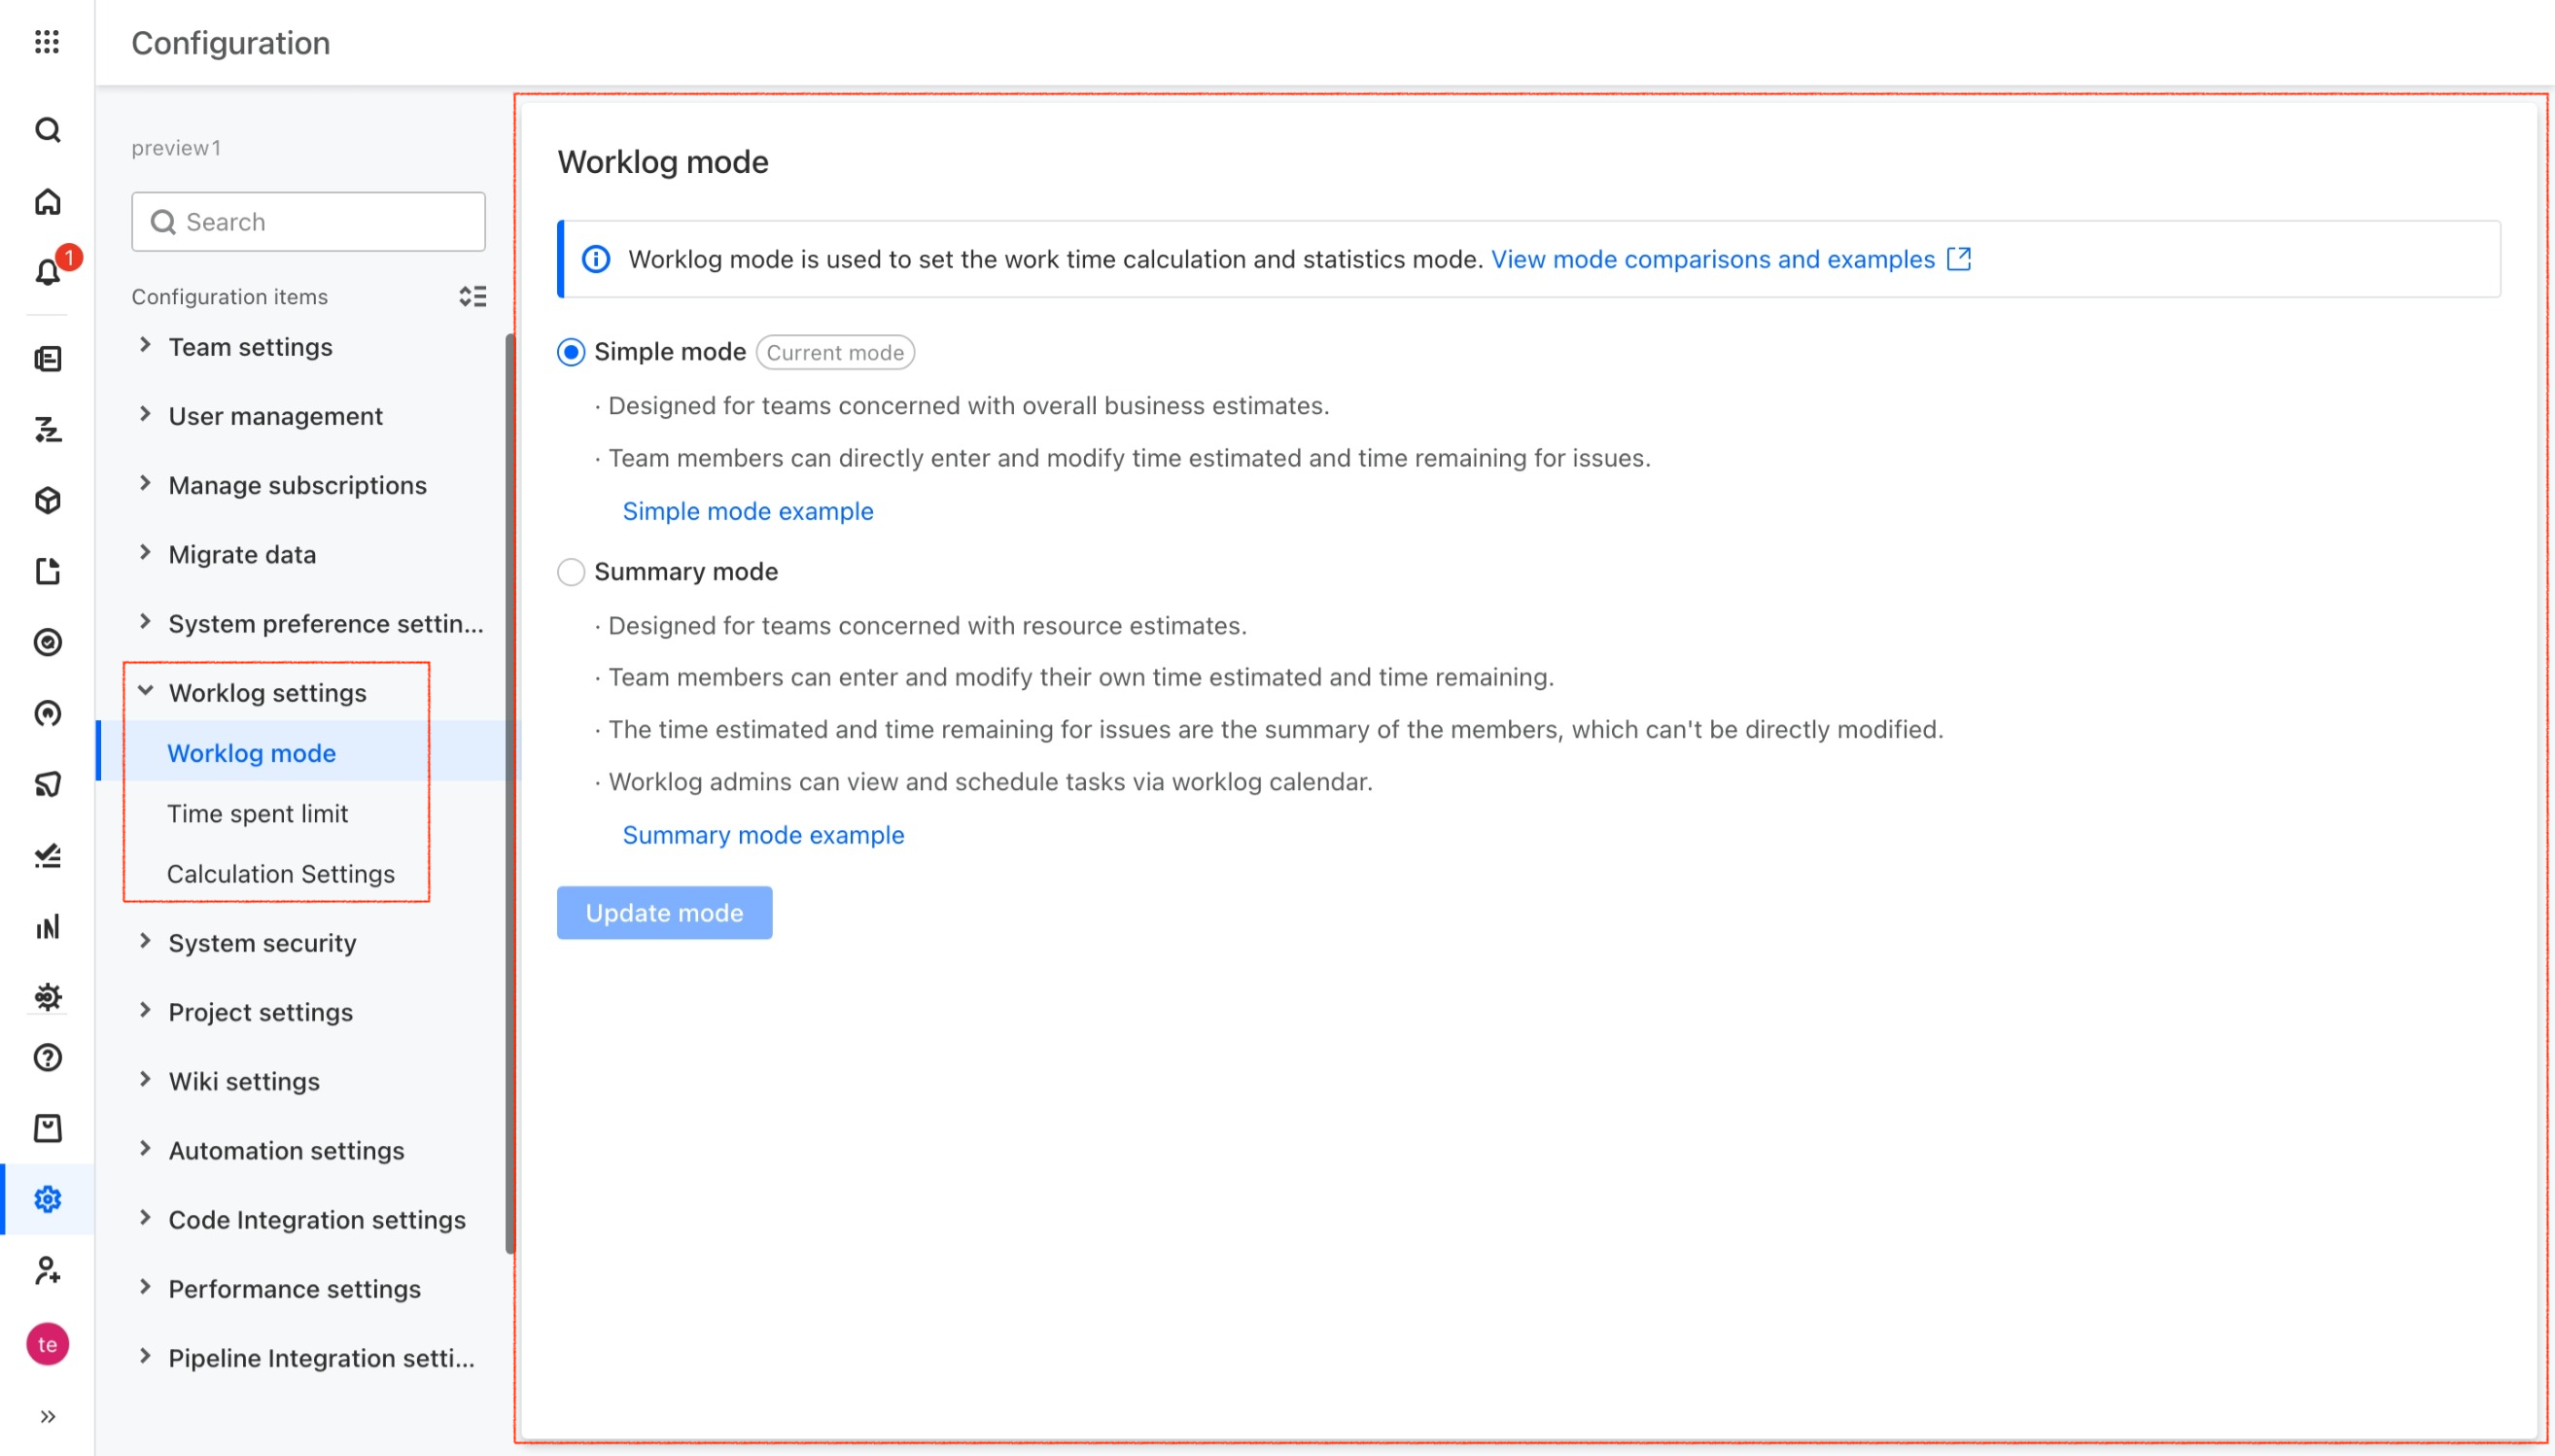 Configuration
1
te
preview1
Search
Configuration items
Team settings
User management
Manage subscriptions
Migrate data
System preference settin...
Worklog settings
Worklog mode
Time spent limit
Calculation Settings
System security
Project settings
Wiki settings
Automation settings
Code Integration settings
Performance settings
Pipeline Integration setti...
Worklog mode
Worklog mode is used to set the work time calculation and statistics mode. View mode comparisons and examples
Simple mode Current mode
· Designed for teams concerned with overall business estimates.
· Team members can directly enter and modify time estimated and time remaining for issues.
Simple mode example
Summary mode
· Designed for teams concerned with resource estimates.
· Team members can enter and modify their own time estimated and time remaining.
· The time estimated and time remaining for issues are the summary of the members, which can't be directly modified.
· Worklog admins can view and schedule tasks via worklog calendar.
Summary mode example
Update mode